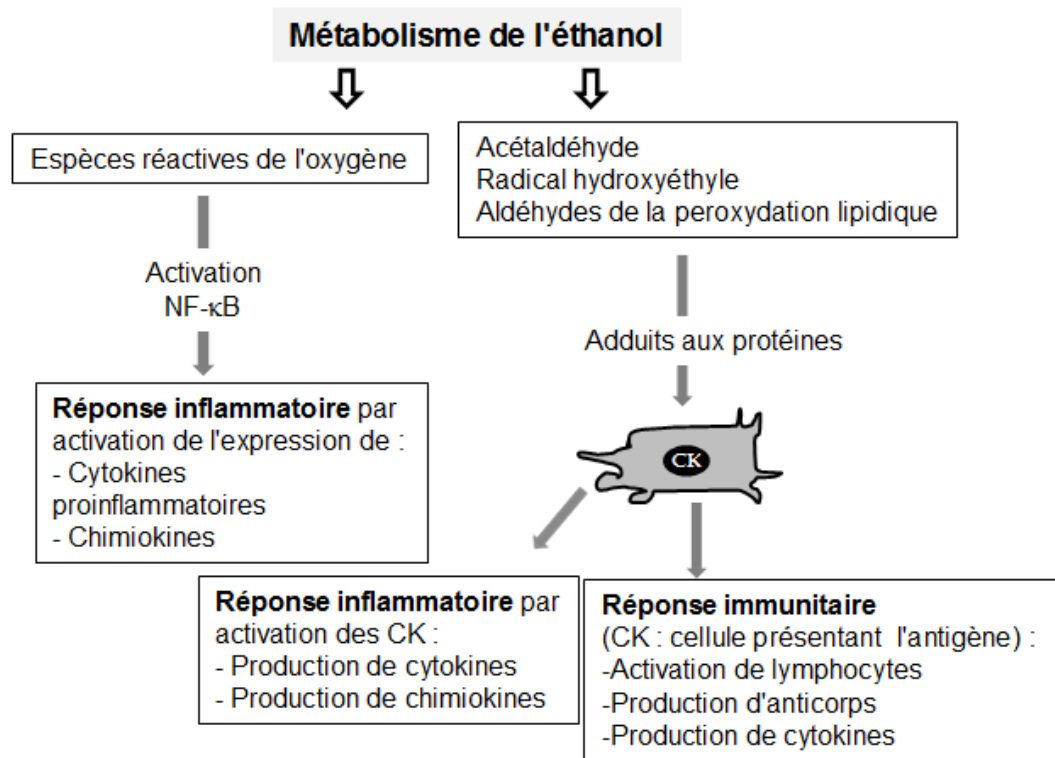 Métabolisme de l'éthanol
Espèces réactives de l'oxygène
Acétaldéhyde
Radical hydroxyéthyle
Aldéhydes de la peroxydation lipidique
Activation
NF-κB
Adduits aux protéines
Réponse inflammatoire par
activation de l'expression de :
- Cytokines
proinflammatoires
- Chimiokines
CK
Réponse inflammatoire par
activation des CK :
- Production de cytokines
- Production de chimiokines
Réponse immunitaire
(CK : cellule présentant l'antigène) :
-Activation de lymphocytes
-Production d'anticorps
-Production de cytokines